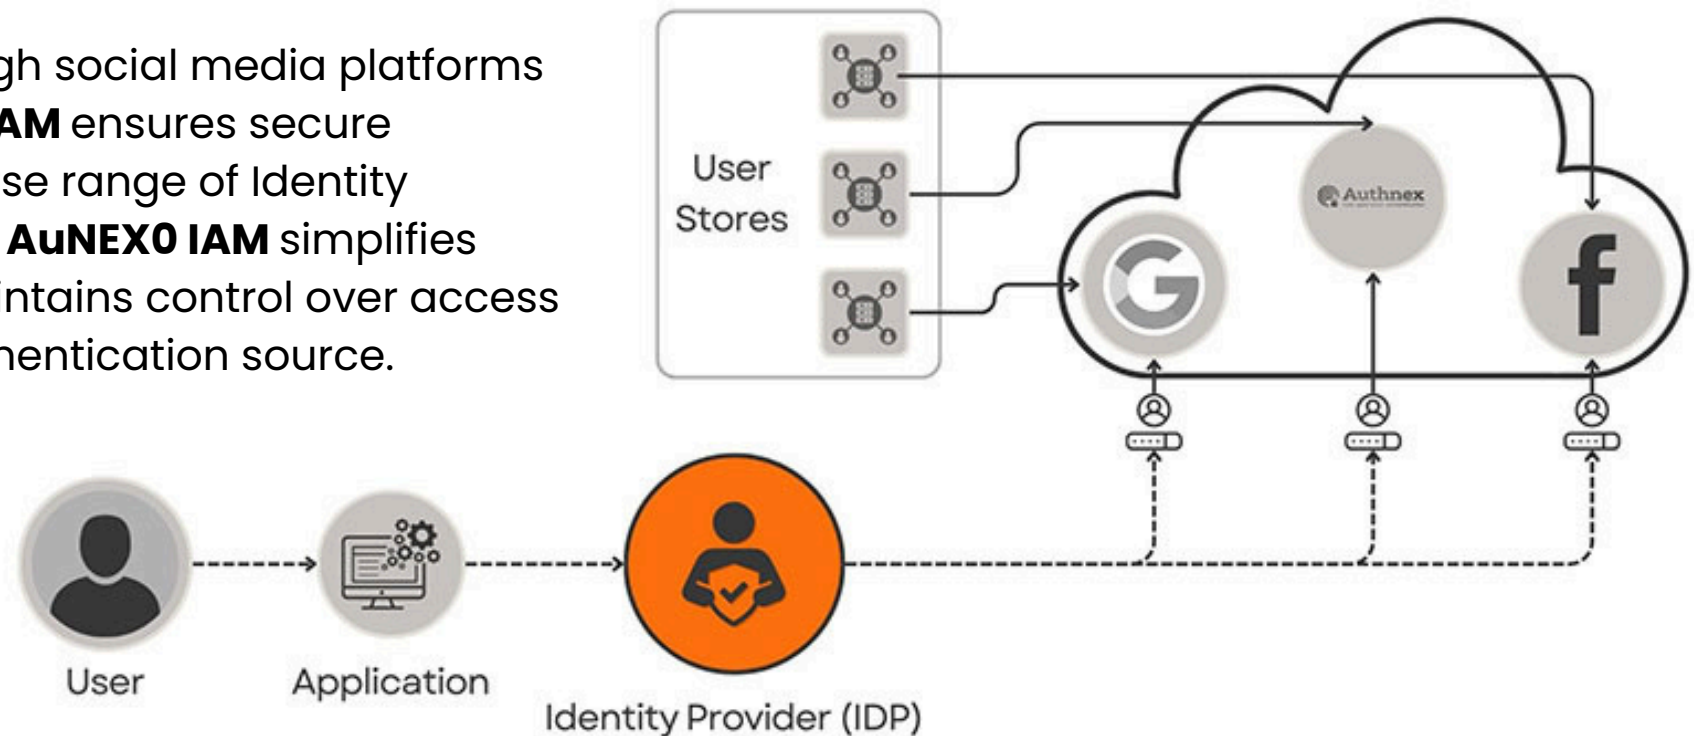 gh social media platforms
AM ensures secure
se range of Identity
AuNEX0 IAM simplifies
intains control over access
hentication source.
User
Stores
Authnex
User
Application
Identity Provider (IDP)